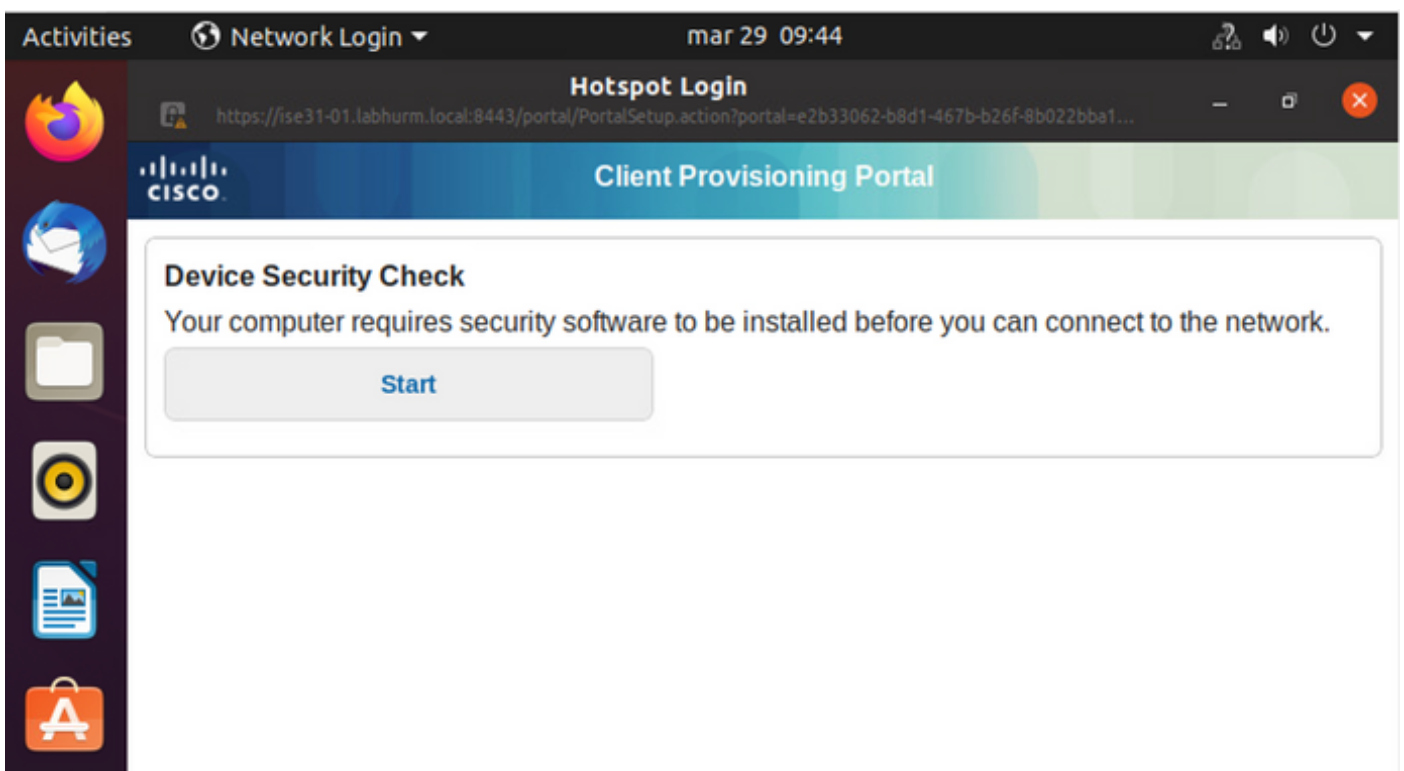 Activities Network Login mar 29 09:44
Hotspot Login
https://ise31-01.labhurm.local:8443/portal/PortalSetup.action?portal=e2b33062-b8d1-467b-b26f-8b022bba1...
CISCO
Client Provisioning Portal
Device Security Check
Your computer requires security software to be installed before you can connect to the network.
Start